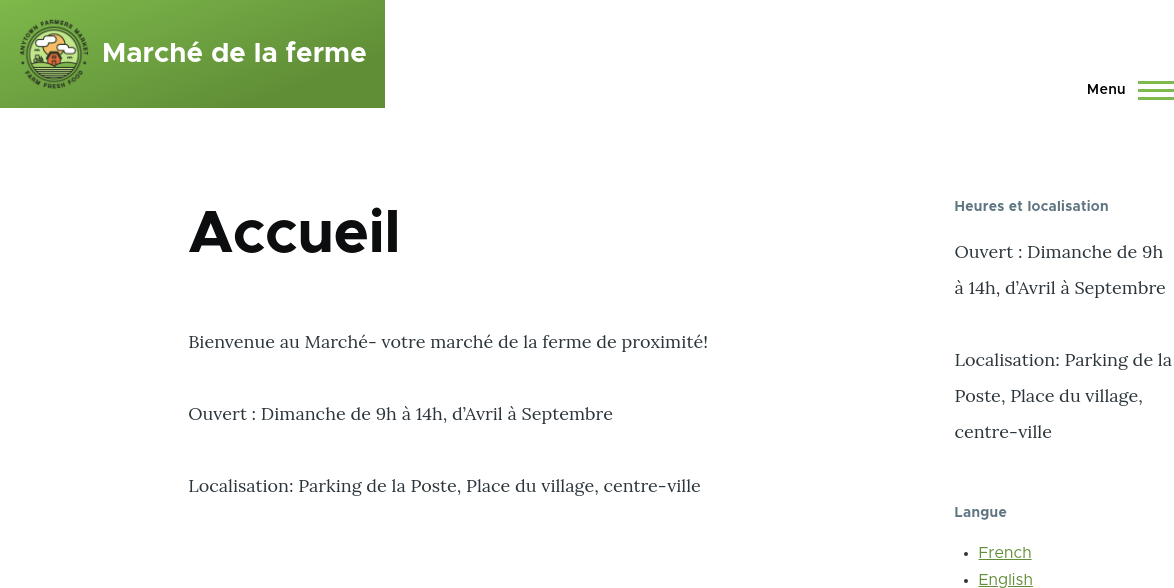 ANYTOWN FARMERS MARKET
FARM FRESH FOOD
Marché de la ferme
Menu
Accueil
Bienvenue au Marché- votre marché de la ferme de proximité!
Ouvert : Dimanche de 9h à 14h, d’Avril à Septembre
Localisation: Parking de la Poste, Place du village, centre-ville
Heures et localisation
Ouvert : Dimanche de 9h
à 14h, d’Avril à Septembre
Localisation: Parking de la
Poste, Place du village,
centre-ville
Langue
French
English